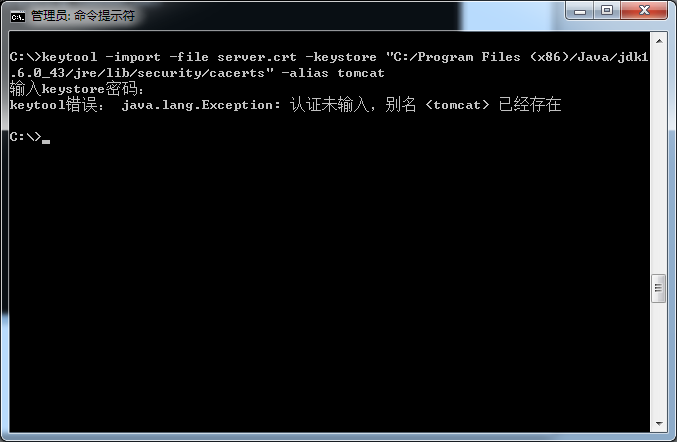 管理员: 命令提示符
C:\>keytool -import -file server.crt -keystore "C:/Program Files (x86)/Java/jdk1
.6.0_43/jre/lib/security/cacerts" -alias tomcat
输入keystore密码：
keytool错误： java.lang.Exception: 认证未输入，别名 <tomcat> 已经存在
C:\>